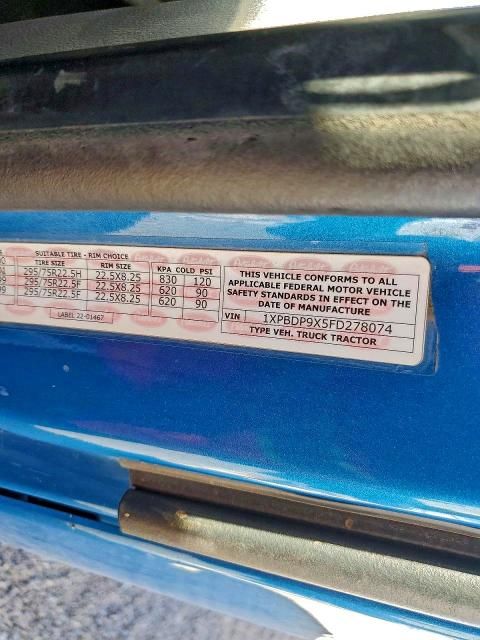 SUITABLE TIRE - RIM CHOICE
TIRE SIZE RIM SIZE KPA COLD PSI
295/75R22.5H 22.5X8.25 830 120
295/75R22.5F 22.5X8.25 620 90
295/75R22.5F 22.5X8.25 620 90
LABEL 22-01467
THIS VEHICLE CONFORMS TO ALL
APPLICABLE FEDERAL MOTOR VEHICLE
SAFETY STANDARDS IN EFFECT ON THE
DATE OF MANUFACTURE
VIN 1XPBDP9X5FD278074
TYPE VEH. TRUCK TRACTOR